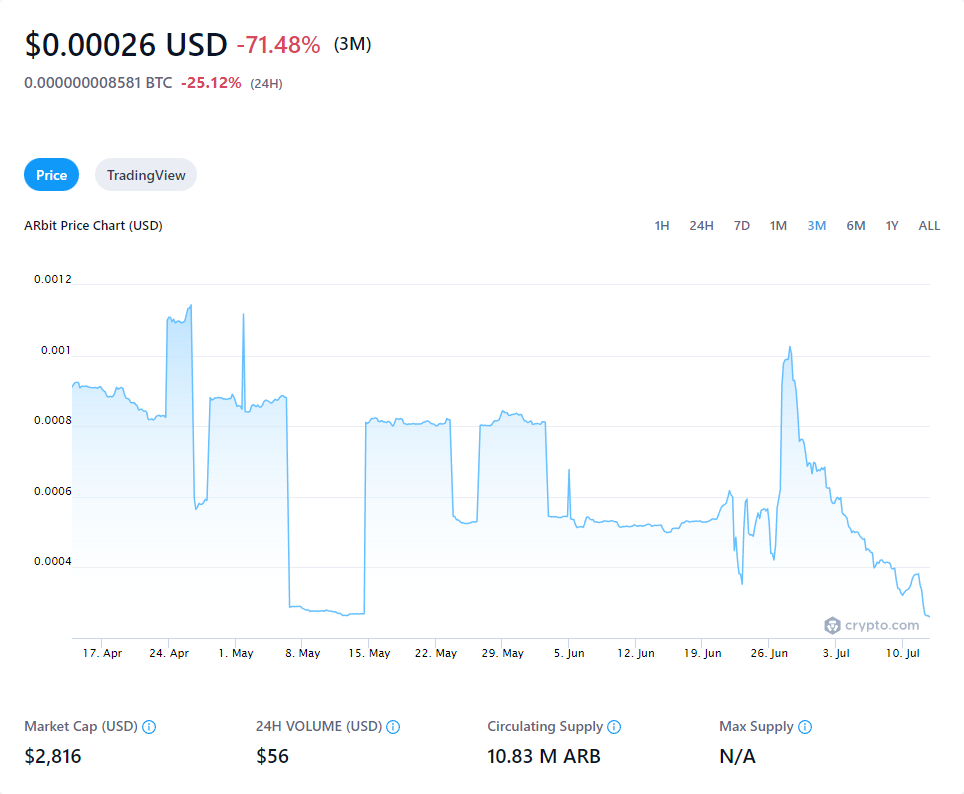 $0.00026 USD -71.48% (3M)
0.000000008581 BTC -25.12% (24H)
Price TradingView
ARbit Price Chart (USD) 1H 24H 7D 1M 3M 6M 1Y ALL
0.0012
0.001
0.0008
0.0006
0.0004
crypto.com
17. Apr 24. Apr 1. May 8. May 15. May 22. May 29. May 5. Jun 12. Jun 19. Jun 26. Jun 3. Jul 10. Jul
Market Cap (USD) 24H VOLUME (USD) Circulating Supply Max Supply
$2,816 $56 10.83 M ARB N/A